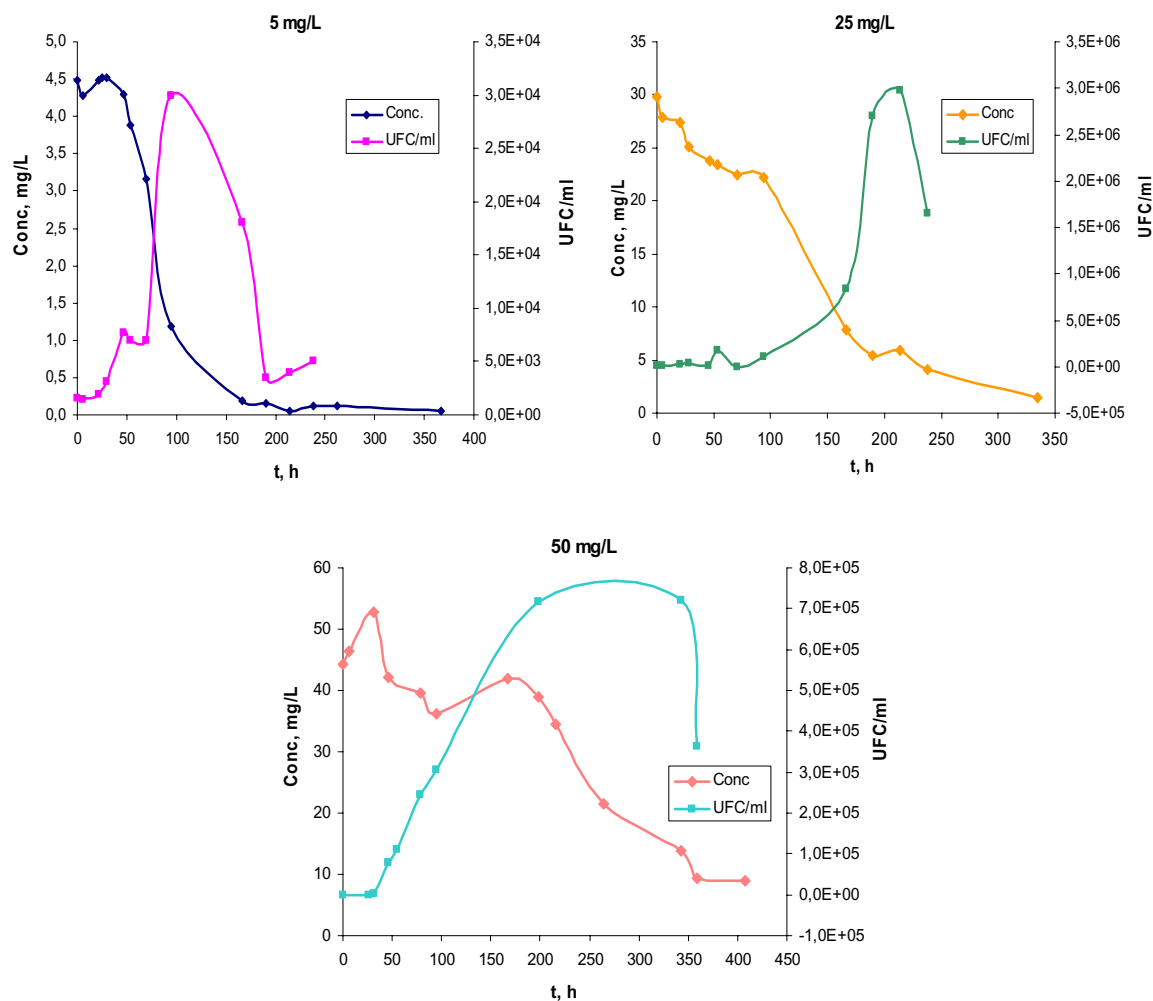 5 mg/L
5,0
4,5
4,0
3,5
3,0
2,5
2,0
1,5
1,0
0,5
0,0
Conc, mg/L
3,5E+04
3,0E+04
2,5E+04
2,0E+04
1,5E+04
1,0E+04
5,0E+03
0,0E+00
UFC/ml
Conc.
UFC/ml
0 50 100 150 200 250 300 350 400
t, h
25 mg/L
35
30
25
20
15
10
5
0
Conc, mg/L
3,5E+06
3,0E+06
2,5E+06
2,0E+06
1,5E+06
1,0E+06
5,0E+05
0,0E+00
-5,0E+05
UFC/ml
Conc
UFC/ml
0 50 100 150 200 250 300 350
t, h
50 mg/L
60
50
40
30
20
10
0
Conc, mg/L
8,0E+05
7,0E+05
6,0E+05
5,0E+05
4,0E+05
3,0E+05
2,0E+05
1,0E+05
0,0E+00
-1,0E+05
UFC/ml
Conc
UFC/ml
0 50 100 150 200 250 300 350 400 450
t, h